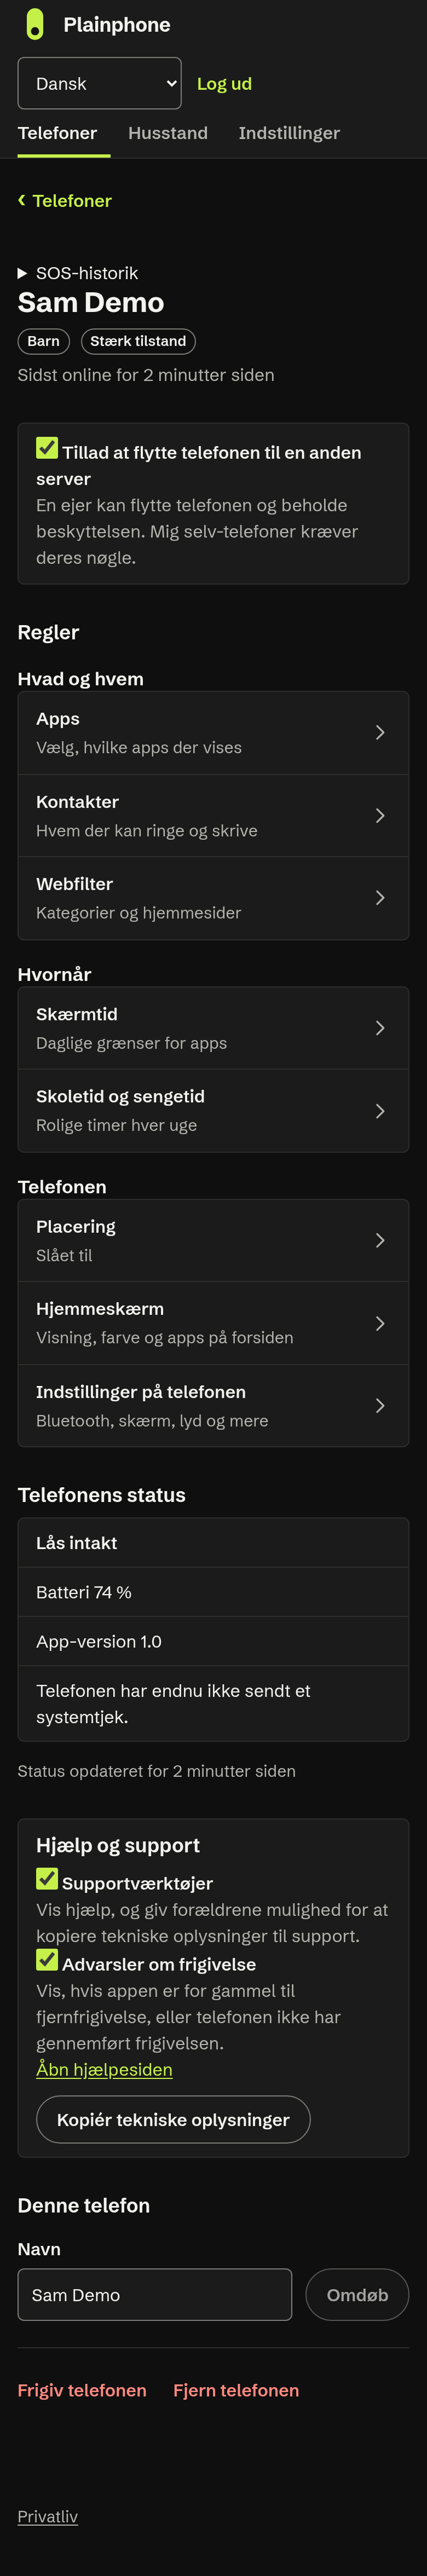 Plainphone
Dansk
Log ud
Telefoner
Husstand
Indstillinger
‹ Telefoner
▶ SOS-historik
Sam Demo
Barn
Stærk tilstand
Sidst online for 2 minutter siden
Tillad at flytte telefonen til en anden
server
En ejer kan flytte telefonen og beholde
beskyttelsen. Mig selv-telefoner kræver
deres nøgle.
Regler
Hvad og hvem
Apps
Vælg, hvilke apps der vises
Kontakter
Hvem der kan ringe og skrive
Webfilter
Kategorier og hjemmesider
Hvornår
Skærmtid
Daglige grænser for apps
Skoletid og sengetid
Rolige timer hver uge
Telefonen
Placering
Slået til
Hjemmeskærm
Visning, farve og apps på forsiden
Indstillinger på telefonen
Bluetooth, skærm, lyd og mere
Telefonens status
Lås intakt
Batteri 74 %
App-version 1.0
Telefonen har endnu ikke sendt et
systemtjek.
Status opdateret for 2 minutter siden
Hjælp og support
Supportværktøjer
Vis hjælp, og giv forældrene mulighed for at
kopiere tekniske oplysninger til support.
Advarsler om frigivelse
Vis, hvis appen er for gammel til
fjernfrigivelse, eller telefonen ikke har
gennemført frigivelsen.
Åbn hjælpesiden
Kopiér tekniske oplysninger
Denne telefon
Navn
Sam Demo
Omdøb
Frigiv telefonen
Fjern telefonen
Privatliv